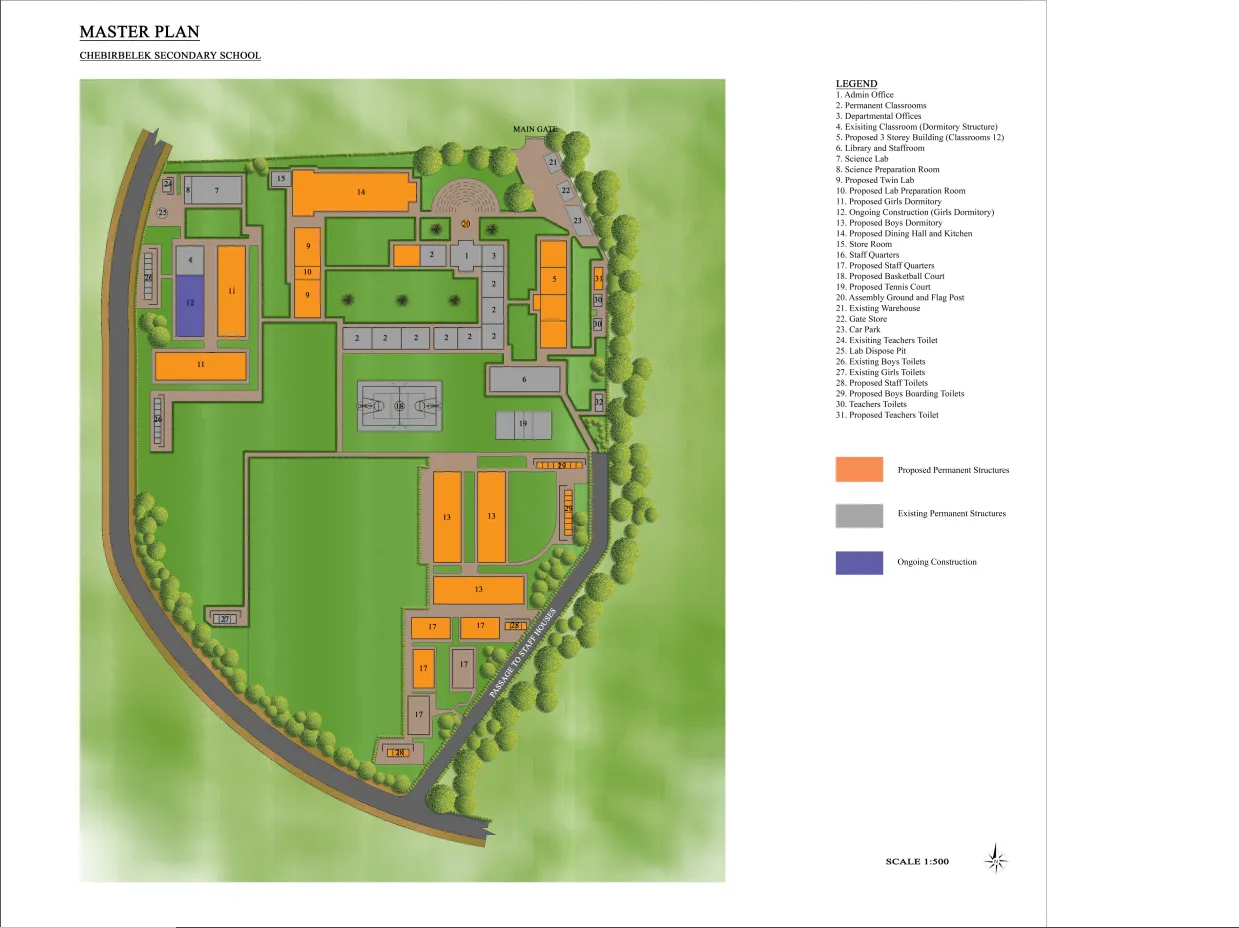 MASTER PLAN
CHEBIRBELEK SECONDARY SCHOOL
LEGEND
1. Admin Office
2. Permanent Classrooms
3. Departmental Offices
4. Exisiting Classroom (Dormitory Structure)
5. Proposed 3 Storey Building (Classrooms 12)
6. Library and Staffroom
7. Science Lab
8. Science Preparation Room
9. Proposed Twin Lab
10. Proposed Lab Preparation Room
11. Proposed Girls Dormitory
12. Ongoing Construction (Girls Dormitory)
13. Proposed Boys Dormitory
14. Proposed Dining Hall and Kitchen
15. Store Room
16. Staff Quarters
17. Proposed Staff Quarters
18. Proposed Basketball Court
19. Proposed Tennis Court
20. Assembly Ground and Flag Post
21. Existing Warehouse
22. Gate Store
23. Car Park
24. Exisiting Teachers Toilet
25. Lab Dispose Pit
26. Existing Boys Toilets
27. Existing Girls Toilets
28. Proposed Staff Toilets
29. Proposed Boys Boarding Toilets
30. Teachers Toilets
31. Proposed Teachers Toilet
Proposed Permanent Structures
Existing Permanent Structures
Ongoing Construction
MAIN GATE
21
15
24
8
7
14
22
25
20
23
9
2
1
3
4
26
10
5
31
11
2
12
9
30
2
30
2
2
2
2
2
2
11
6
32
18
26
19
29
13
13
29
13
27
17
17
28
PASSAGE TO STAFF HOUSES
17
17
17
28
SCALE 1:500
N